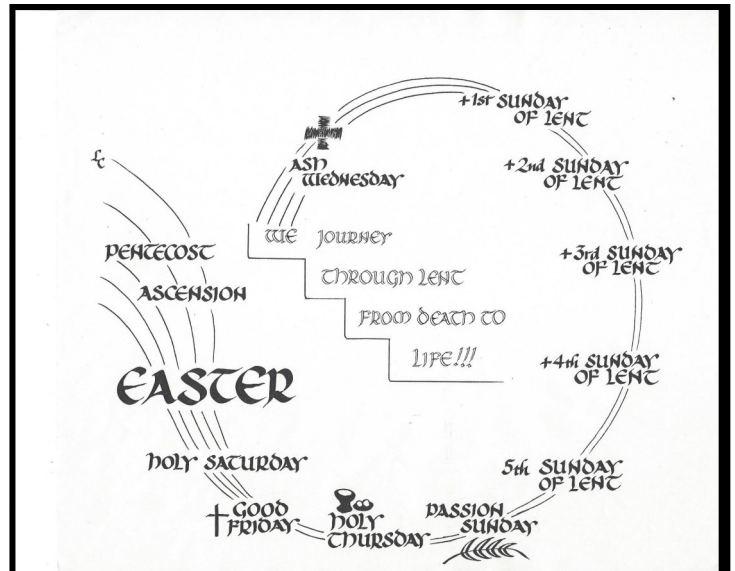 +1st SUNDAY
OF LENT
ASH
WEDNESDAY
+2nd SUNDAY
OF LENT
WE JOURNEY
THROUGH LENT
FROM DEATH TO
LIFE!!!
+3rd SUNDAY
OF LENT
+4th SUNDAY
OF LENT
5th SUNDAY
OF LENT
PASSION
SUNDAY
HOLY
THURSDAY
GOOD
FRIDAY
HOLY SATURDAY
EASTER
ASCENSION
PENTECOST